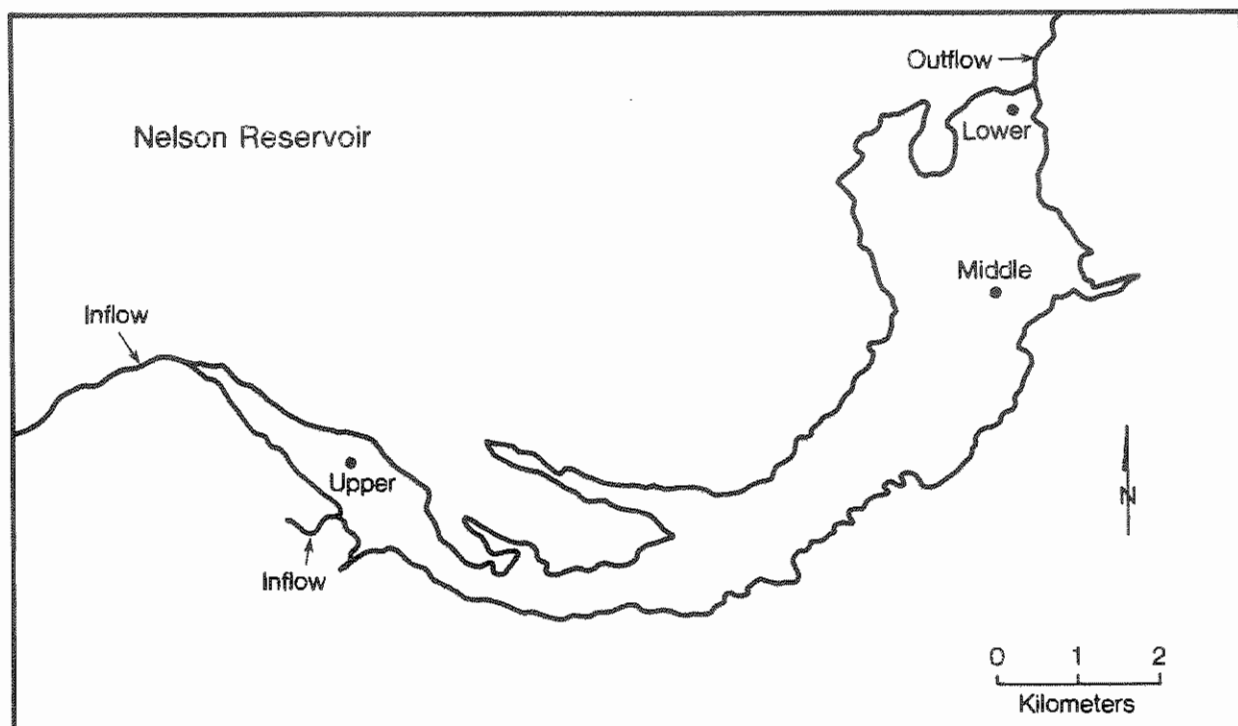 Outflow
Lower
Nelson Reservoir
Middle
Inflow
Upper
N
Inflow
0 1 2
Kilometers